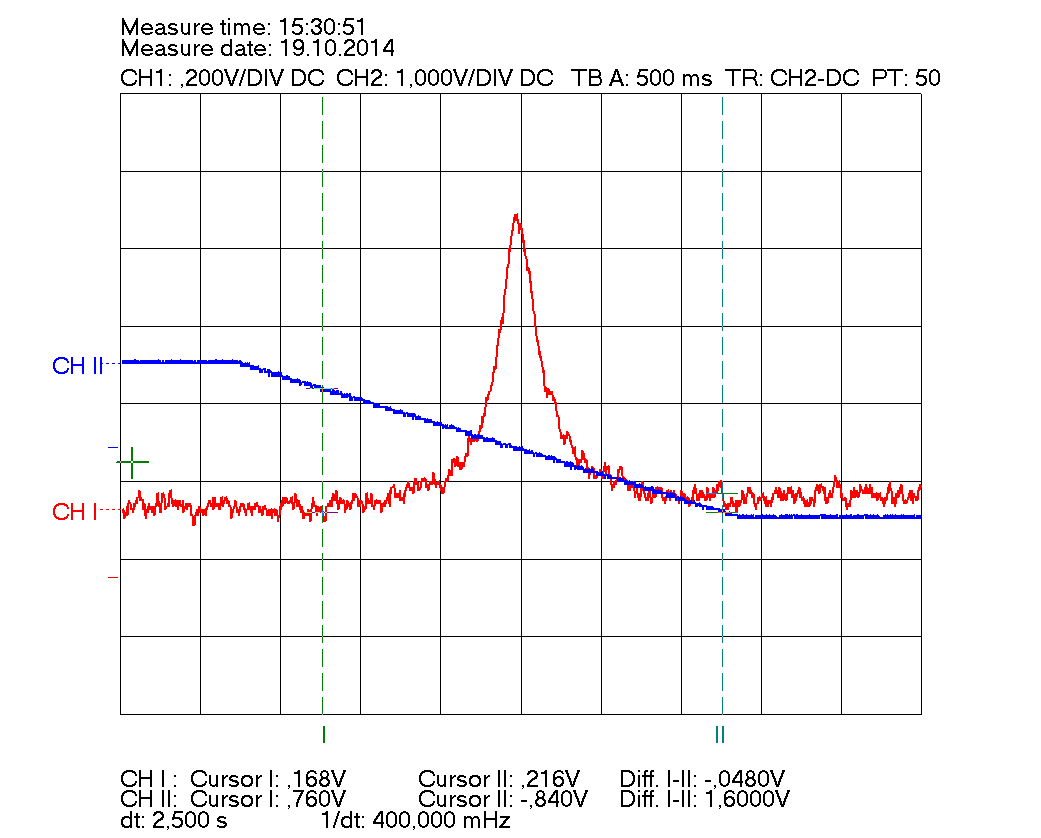 Measure time: 15:30:51
Measure date: 19.10.2014
CH1: ,200V/DIV DC CH2: 1,000V/DIV DC TB A: 500 ms TR: CH2-DC PT: 50
CH II
CH I
I
II
CH I : Cursor I: ,168V Cursor II: ,216V Diff. I-II: -,0480V
CH II: Cursor I: ,760V Cursor II: -,840V Diff. I-II: 1,6000V
dt: 2,500 s 1/dt: 400,000 mHz